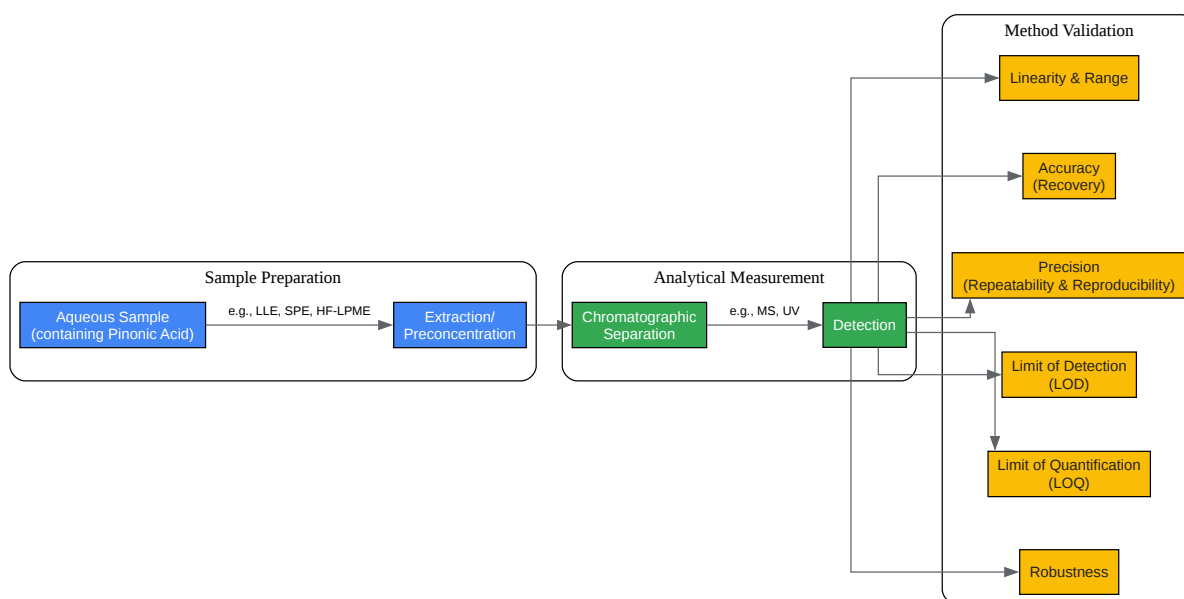 Method Validation
Linearity & Range
Accuracy
(Recovery)
Sample Preparation
Analytical Measurement
Precision
(Repeatability & Reproducibility)
Aqueous Sample
(containing Pinonic Acid)
e.g., LLE, SPE, HF-LPME
Extraction/
Preconcentration
Chromatographic
Separation
e.g., MS, UV
Detection
Limit of Detection
(LOD)
Limit of Quantification
(LOQ)
Robustness